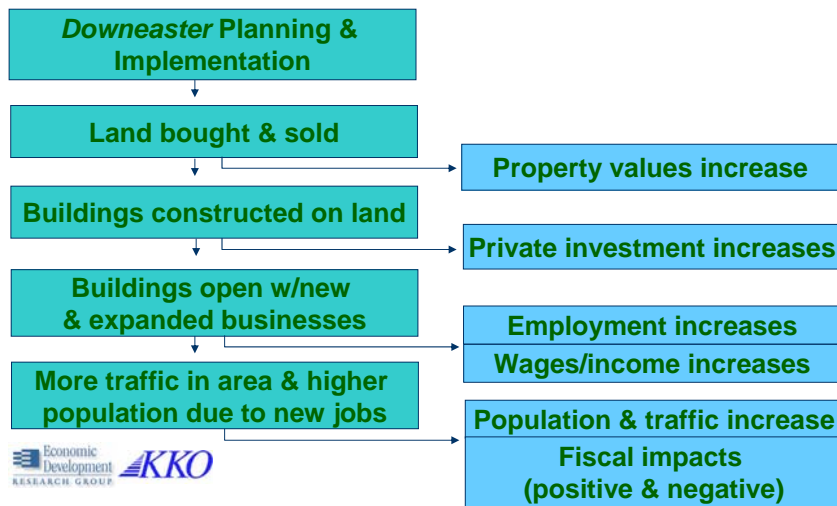 Downeaster Planning &
Implementation
Land bought & sold
Property values increase
Buildings constructed on land
Private investment increases
Buildings open w/new
& expanded businesses
Employment increases
Wages/income increases
More traffic in area & higher
population due to new jobs
Population & traffic increase
Fiscal impacts
(positive & negative)
Economic
Development
RESEARCH GROUP
KKO